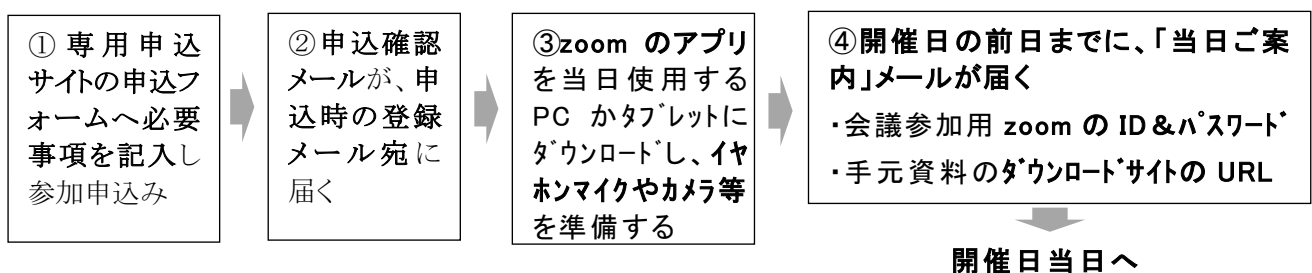 ① 専用申込
サイトの申込フ
ォームへ必要
事項を記入し
参加申込み
②申込確認
メールが、申
込時の登録
メール宛に
届く
③zoom のアプリ
を当日使用する
PC かﾀﾌﾞﾚｯﾄに
ﾀﾞｳﾝﾛｰﾄﾞし、イヤ
ホンマイクやカメラ等
を準備する
④開催日の前日までに、「当日ご案
内」メールが届く
・会議参加用 zoom の ID＆ﾊﾟｽﾜｰﾄﾞ
・手元資料のﾀﾞｳﾝﾛｰﾄﾞサイトの URL
開催日当日へ